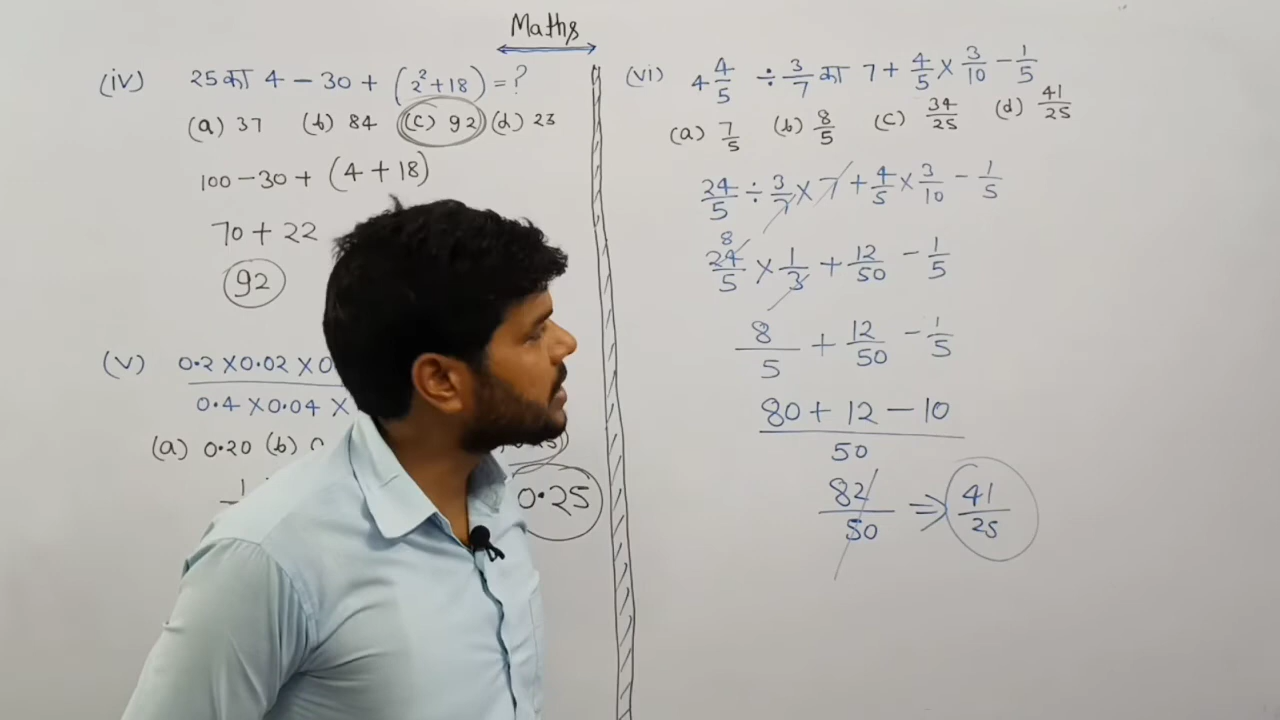 Maths
(iv) 25 का 4 - 30 + (2² + 18) = ?
(a) 37 (b) 84 (c) 92 (d) 23
100 - 30 + (4 + 18)
70 + 22
92
(v) 0.2 × 0.02 ×
0.4 × 0.04 ×
(a) 0.20 (b)
0.25
(vi) 4 4/5 ÷ 3/7 का 7 + 4/5 × 3/10 - 1/5
(a) 7/5 (b) 8/5 (c) 34/25 (d) 41/25
24/5 ÷ 3/7 × 7 + 4/5 × 3/10 - 1/5
8
24/5 × 1/3 + 12/50 - 1/5
8/5 + 12/50 - 1/5
80 + 12 - 10
50
82/50 ⇒ 41/25